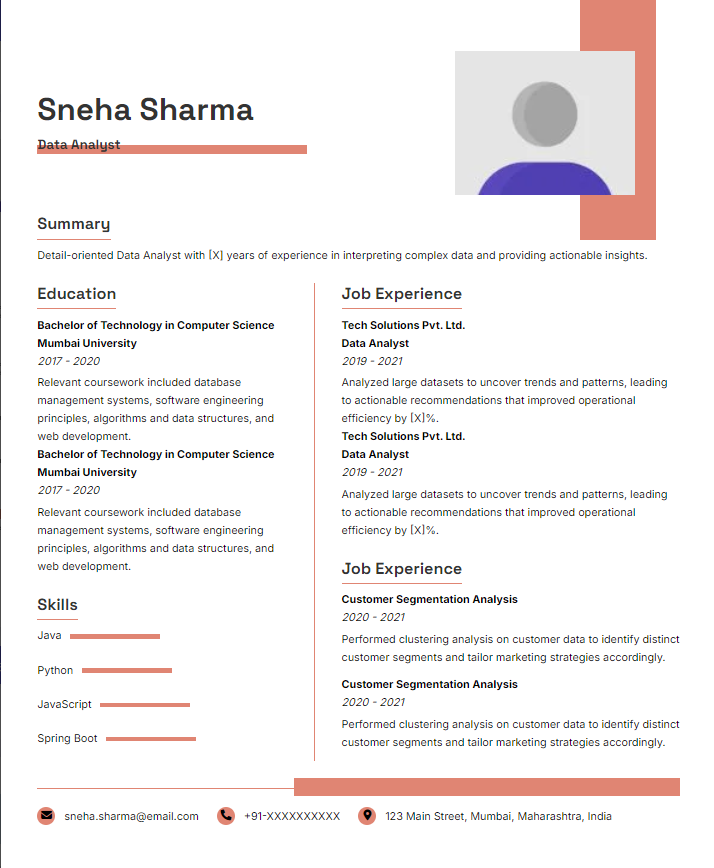 Sneha Sharma
Data Analyst
Summary
Detail-oriented Data Analyst with [X] years of experience in interpreting complex data and providing actionable insights.
Education
Bachelor of Technology in Computer Science
Mumbai University
2017 - 2020
Relevant coursework included database
management systems, software engineering
principles, algorithms and data structures, and
web development.
Bachelor of Technology in Computer Science
Mumbai University
2017 - 2020
Relevant coursework included database
management systems, software engineering
principles, algorithms and data structures, and
web development.
Skills
Java
Python
JavaScript
Spring Boot
Job Experience
Tech Solutions Pvt. Ltd.
Data Analyst
2019 - 2021
Analyzed large datasets to uncover trends and patterns, leading
to actionable recommendations that improved operational
efficiency by [X]%.
Tech Solutions Pvt. Ltd.
Data Analyst
2019 - 2021
Analyzed large datasets to uncover trends and patterns, leading
to actionable recommendations that improved operational
efficiency by [X]%.
Job Experience
Customer Segmentation Analysis
2020 - 2021
Performed clustering analysis on customer data to identify distinct
customer segments and tailor marketing strategies accordingly.
Customer Segmentation Analysis
2020 - 2021
Performed clustering analysis on customer data to identify distinct
customer segments and tailor marketing strategies accordingly.
sneha.sharma@email.com
+91-XXXXXXXXXX
123 Main Street, Mumbai, Maharashtra, India